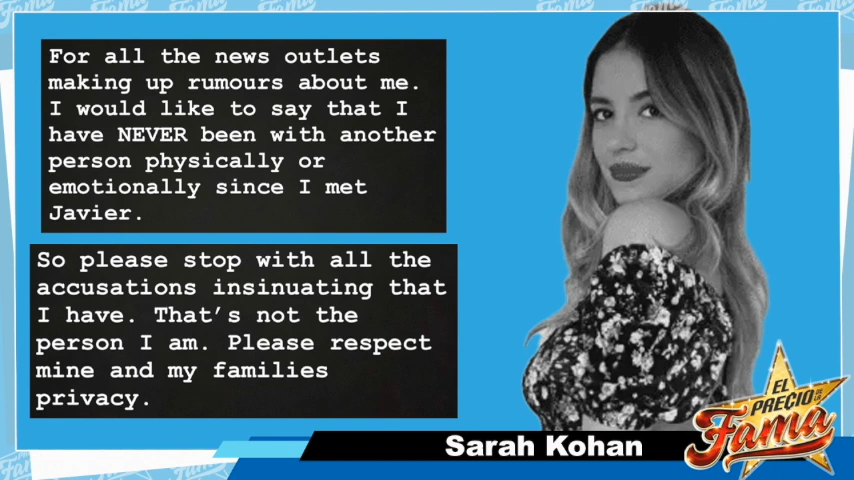 For all the news outlets
making up rumours about me.
I would like to say that I
have NEVER been with another
person physically or
emotionally since I met
Javier.
So please stop with all the
accusations insinuating that
I have. That's not the
person I am. Please respect
mine and my families
privacy.
Sarah Kohan
EL
PRECIO DE LA
Fama